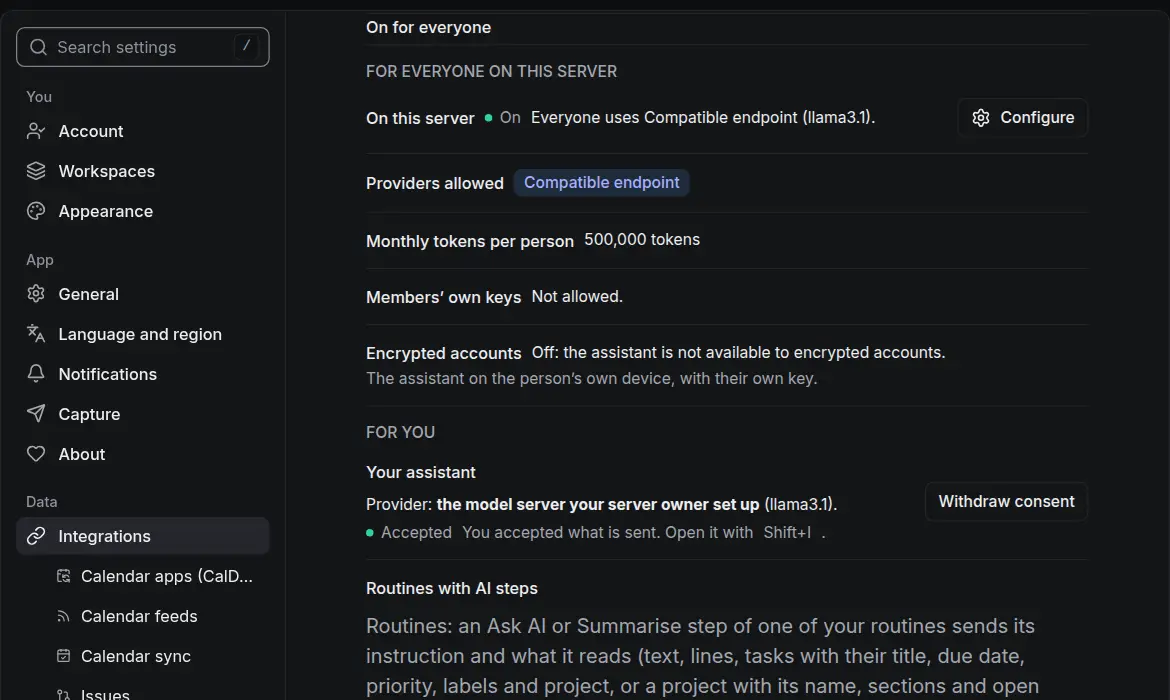 Search settings /
You
Account
Workspaces
Appearance
App
General
Language and region
Notifications
Capture
About
Data
Integrations
Calendar apps (CalD...
Calendar feeds
Calendar sync
Issues
On for everyone
FOR EVERYONE ON THIS SERVER
On this server On Everyone uses Compatible endpoint (llama3.1). Configure
Providers allowed Compatible endpoint
Monthly tokens per person 500,000 tokens
Members’ own keys Not allowed.
Encrypted accounts Off: the assistant is not available to encrypted accounts.
The assistant on the person’s own device, with their own key.
FOR YOU
Your assistant
Provider: the model server your server owner set up (llama3.1).
Withdraw consent
Accepted You accepted what is sent. Open it with Shift+I .
Routines with AI steps
Routines: an Ask AI or Summarise step of one of your routines sends its
instruction and what it reads (text, lines, tasks with their title, due date,
priority, labels and project, or a project with its name, sections and open